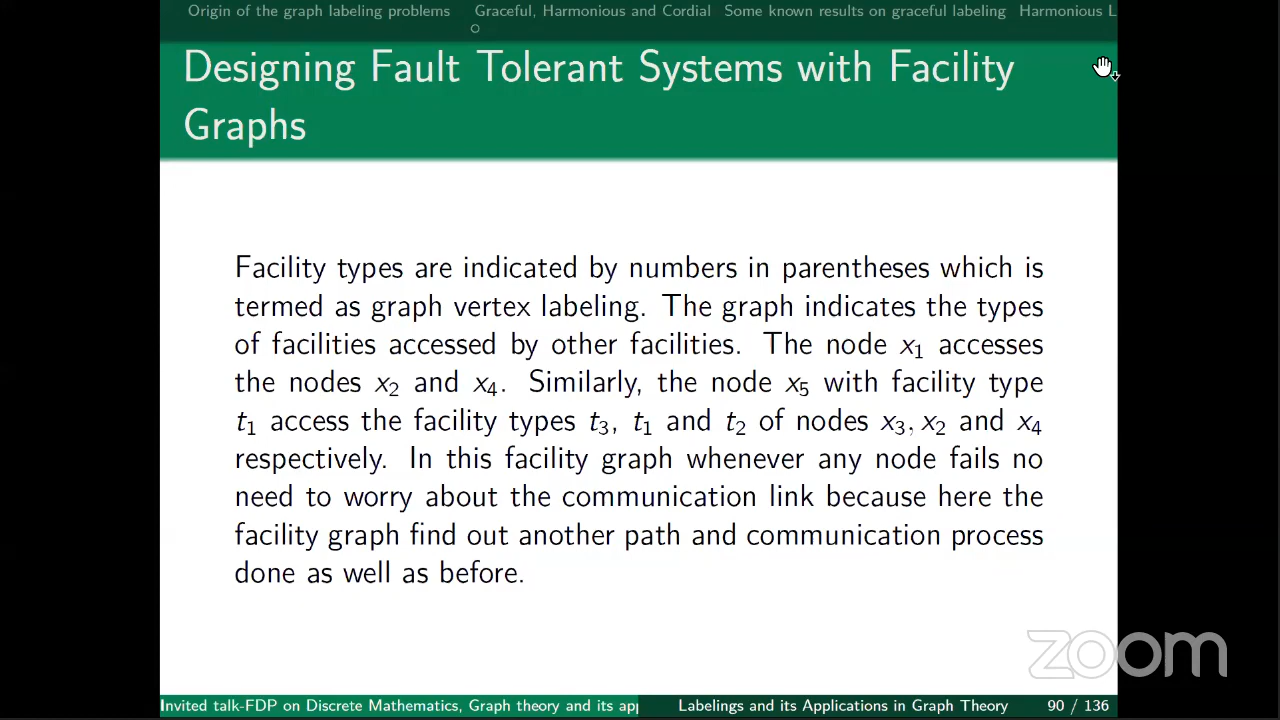 Origin of the graph labeling problems Graceful, Harmonious and Cordial Some known results on graceful labeling Harmonious L
Designing Fault Tolerant Systems with Facility
Graphs
Facility types are indicated by numbers in parentheses which is
termed as graph vertex labeling. The graph indicates the types
of facilities accessed by other facilities. The node x₁ accesses
the nodes x₂ and x₄. Similarly, the node x₅ with facility type
t₁ access the facility types t₃, t₁ and t₂ of nodes x₃, x₂ and x₄
respectively. In this facility graph whenever any node fails no
need to worry about the communication link because here the
facility graph find out another path and communication process
done as well as before.
zoom
Invited talk-FDP on Discrete Mathematics, Graph theory and its app Labelings and its Applications in Graph Theory 90 / 136